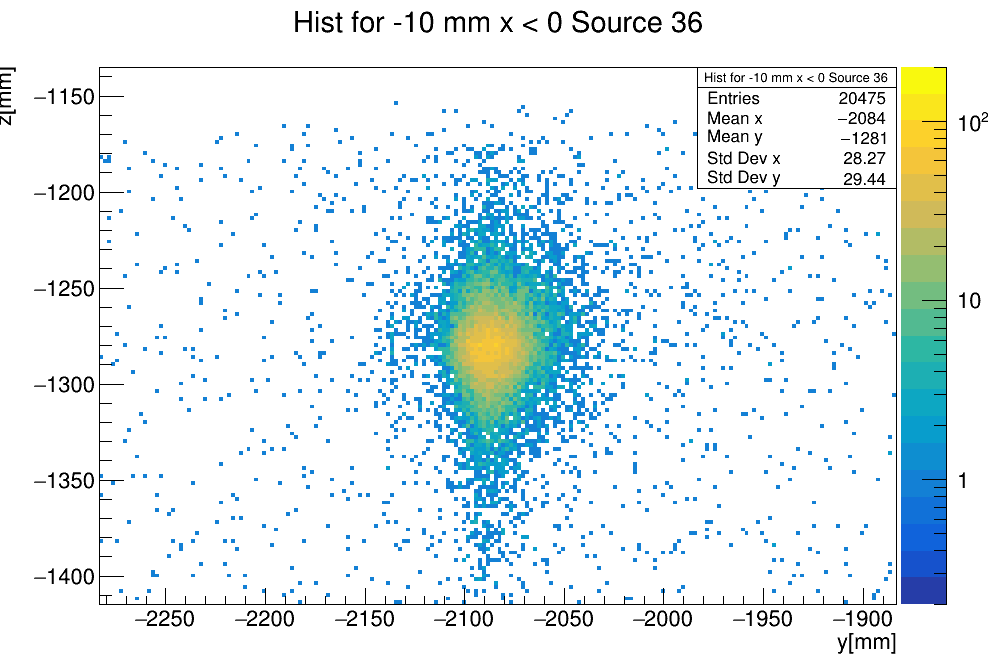 Hist for -10 mm x < 0 Source 36
z[mm]
−1150
−1200
−1250
−1300
−1350
−1400
Hist for -10 mm x < 0 Source 36
Entries 20475
Mean x −2084
Mean y −1281
Std Dev x 28.27
Std Dev y 29.44
10²
10
1
−2250 −2200 −2150 −2100 −2050 −2000 −1950 −1900
y[mm]